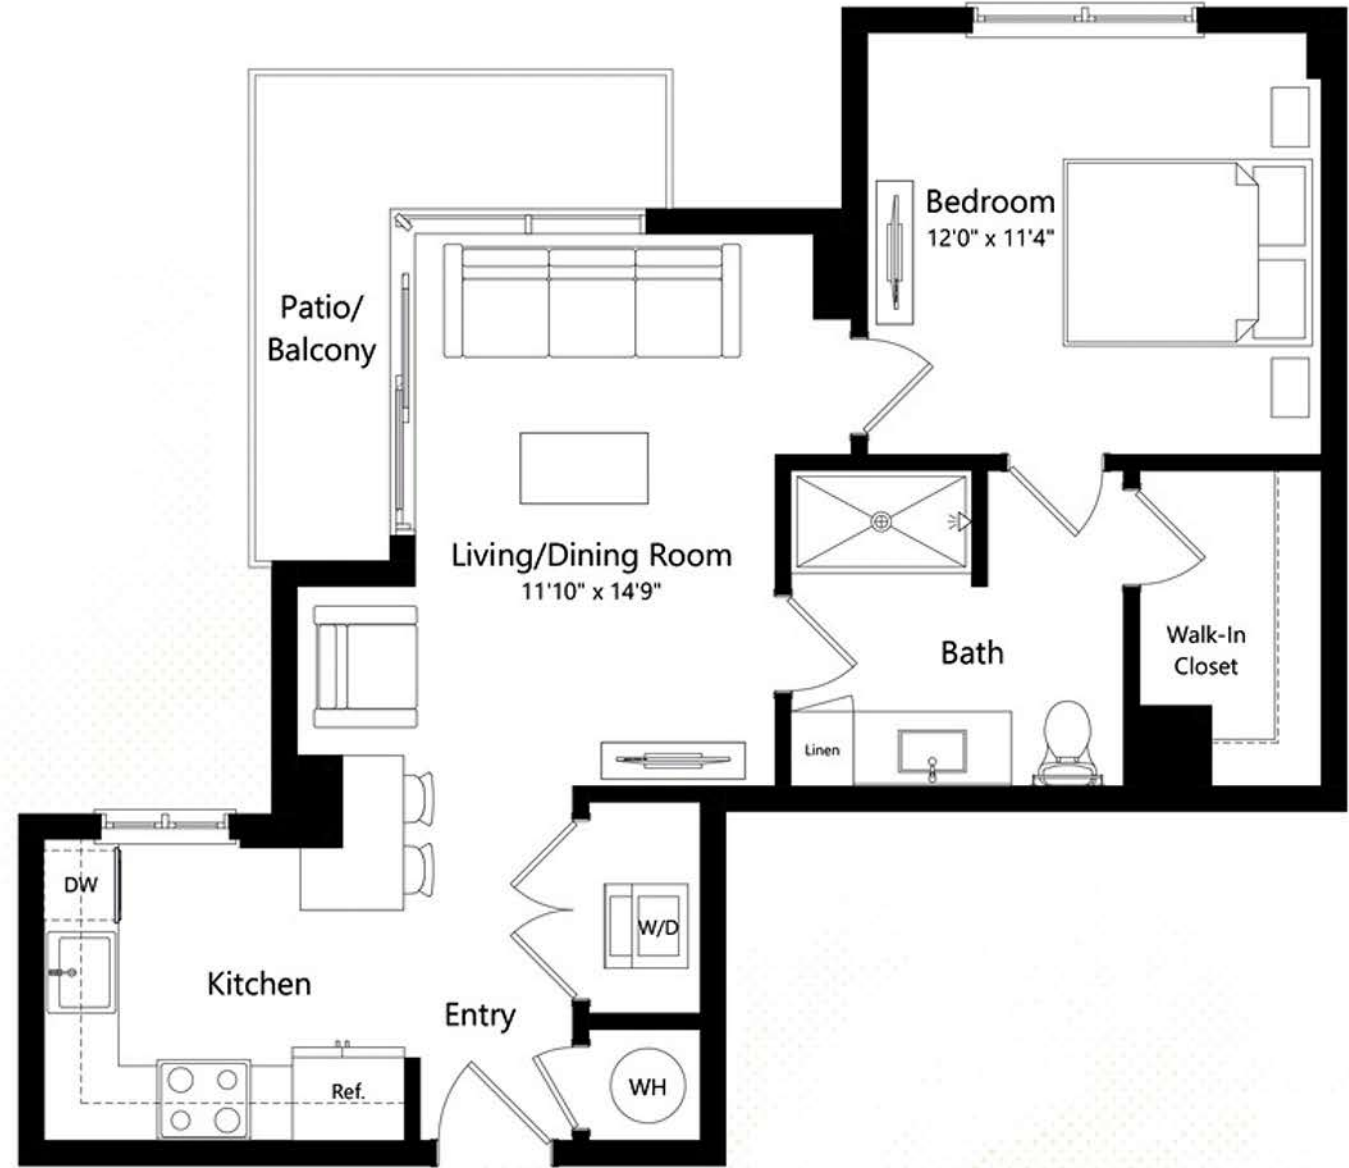 Bedroom
12'0" x 11'4"
Patio/
Balcony
Living/Dining Room
11'10" x 14'9"
Bath
Walk-In
Closet
Linen
DW
W/D
Kitchen
Entry
Ref.
WH